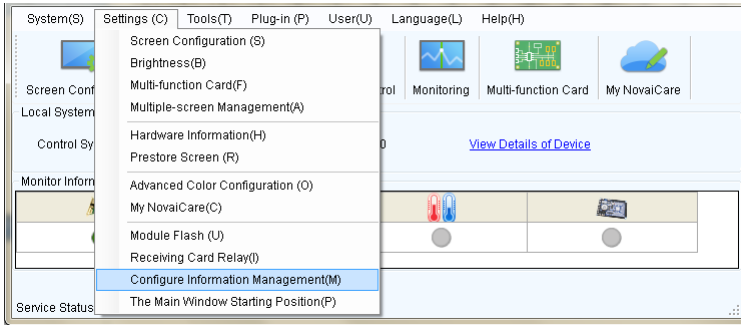 System(S) Settings (C) Tools(T) Plug-in (P) User(U) Language(L) Help(H)
Screen Configuration (S)
Brightness(B)
Multi-function Card(F)
Multiple-screen Management(A)
Hardware Information(H)
Prestore Screen (R)
Advanced Color Configuration (O)
My NovaiCare(C)
Module Flash (U)
Receiving Card Relay(I)
Configure Information Management(M)
The Main Window Starting Position(P)
Screen Conf rol Monitoring Multi-function Card My NovaiCare
Local System
Control Sy 0 View Details of Device
Monitor Inform
Service Status